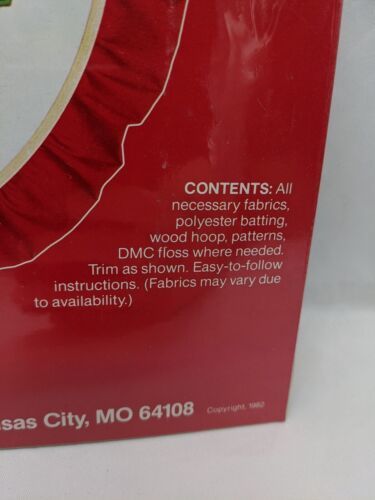 CONTENTS: All
necessary fabrics,
polyester batting,
wood hoop, patterns,
DMC floss where needed.
Trim as shown. Easy-to-follow
instructions. (Fabrics may vary due
to availability.)
sas City, MO 64108
Copyright, 1982